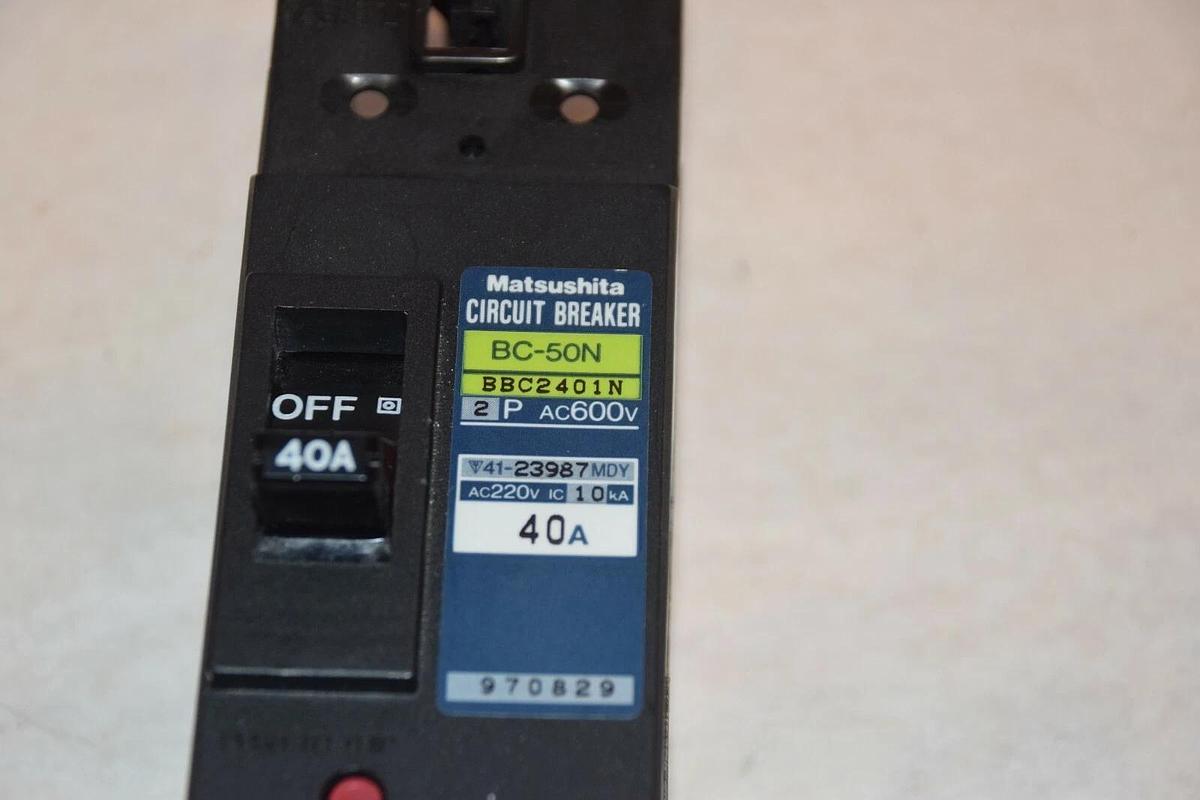 OFF
40A
Matsushita
CIRCUIT BREAKER
BC-50N
BBC2401N
2 P AC600V
41-23987 MDY
AC220V IC 10 kA
40A
970829